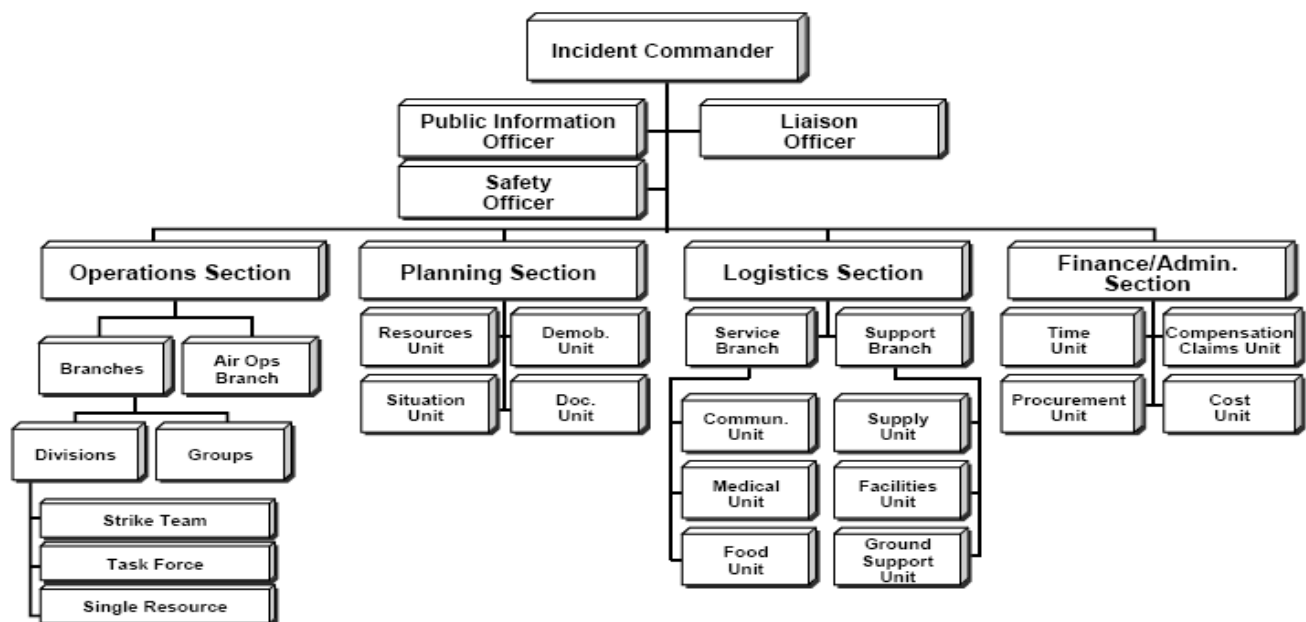 Incident Commander
Public Information
Officer
Liaison
Officer
Safety
Officer
Operations Section
Planning Section
Logistics Section
Finance/Admin.
Section
Branches
Air Ops
Branch
Divisions
Groups
Strike Team
Task Force
Single Resource
Resources
Unit
Demob.
Unit
Situation
Unit
Doc.
Unit
Service
Branch
Support
Branch
Commun.
Unit
Supply
Unit
Medical
Unit
Facilities
Unit
Food
Unit
Ground
Support
Unit
Time
Unit
Compensation
Claims Unit
Procurement
Unit
Cost
Unit